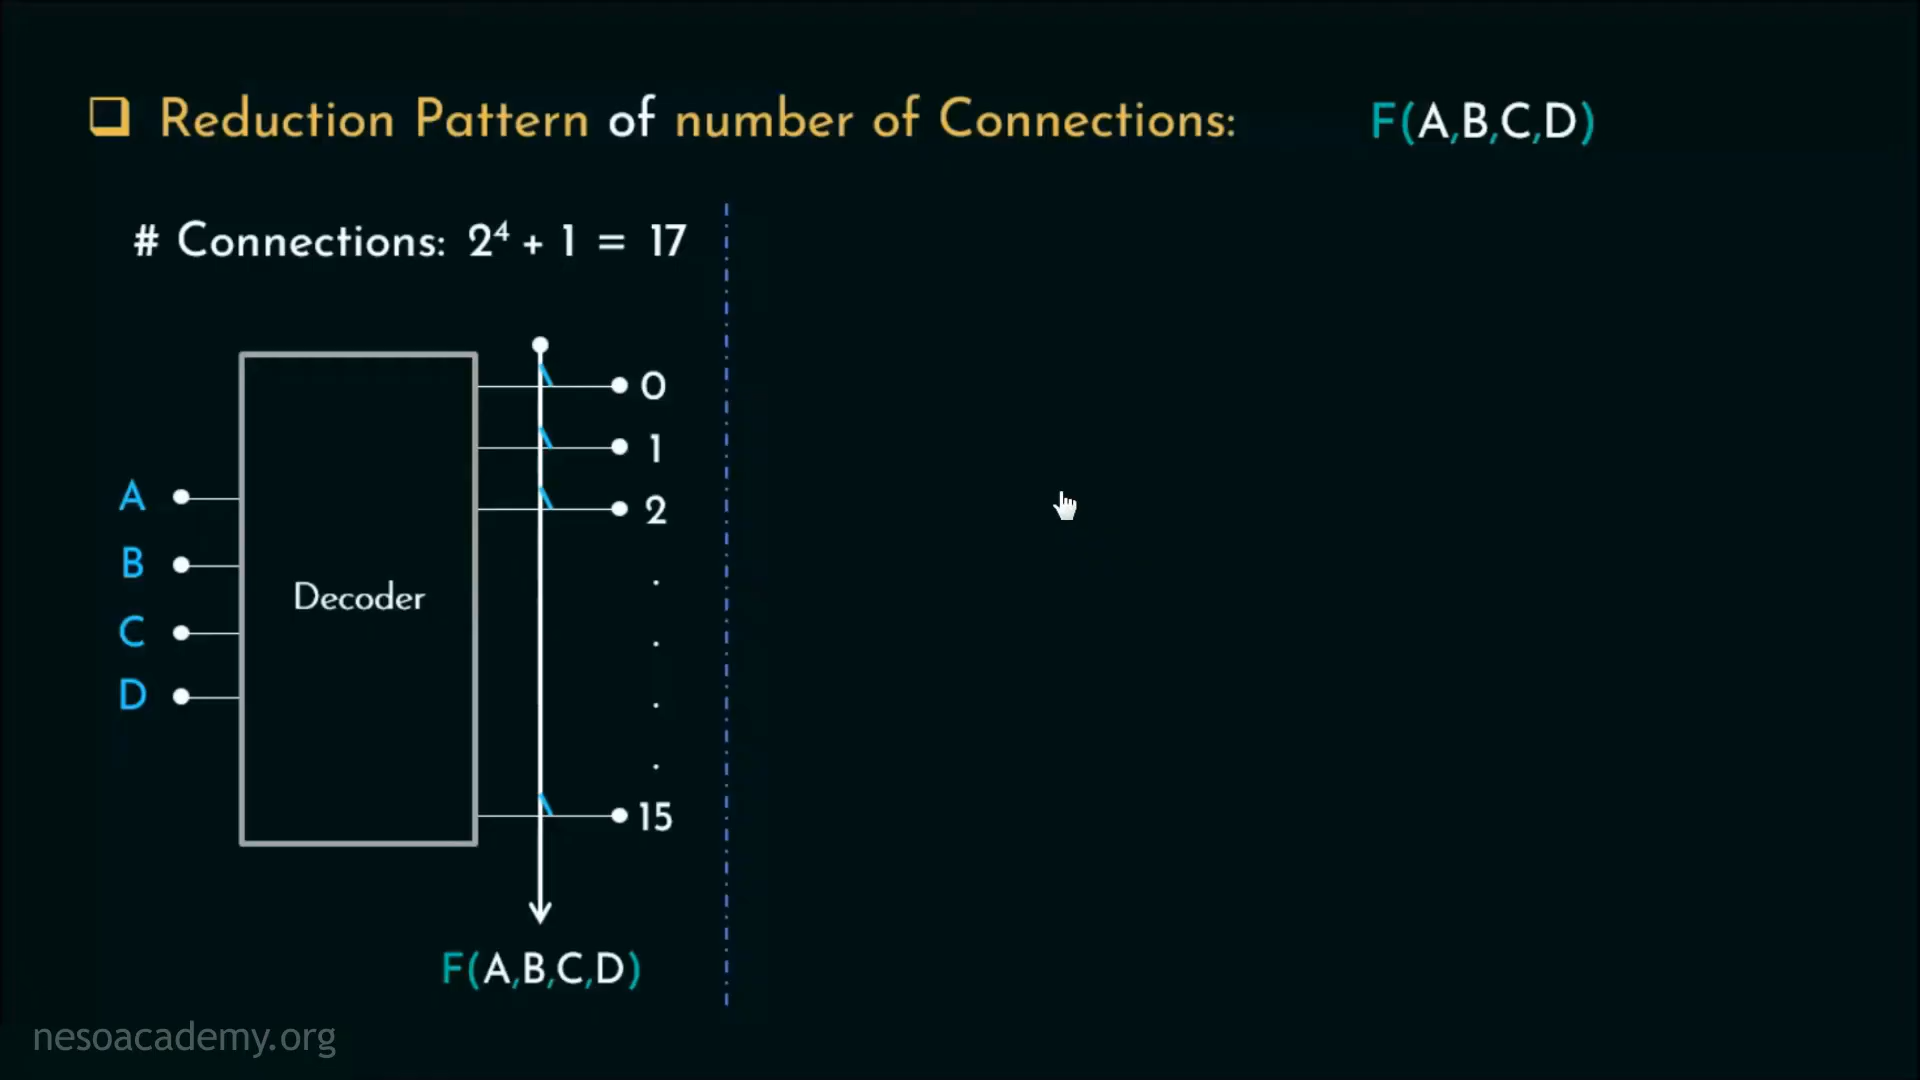 Reduction Pattern of number of Connections: F(A,B,C,D)
# Connections: 2⁴ + 1 = 17
0
1
A
2
B
Decoder
C
D
15
F(A,B,C,D)
nesoacademy.org